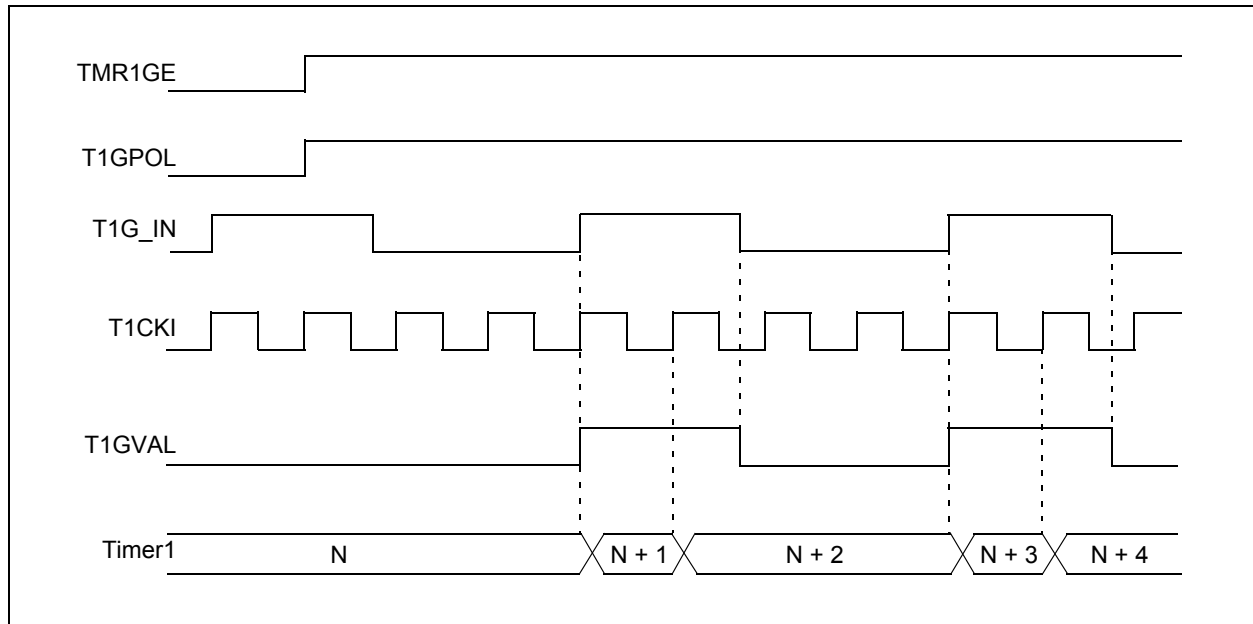 TMR1GE
T1GPOL
T1G_IN
T1CKI
T1GVAL
Timer1 N N + 1 N + 2 N + 3 N + 4